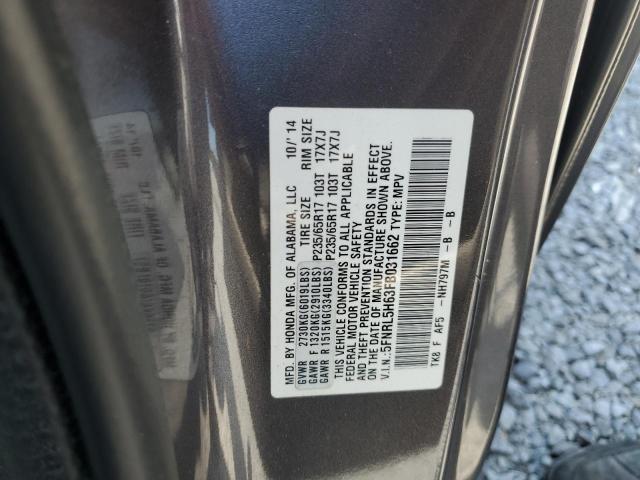 MFD. BY HONDA MFG. OF ALABAMA, LLC 10/'14
TIRE SIZE RIM SIZE
GVWR 2730KG(6019LBS)
GAWR F 1320KG(2910LBS) P235/65R17 103T 17X7J
GAWR R 1515KG(3340LBS) P235/65R17 103T 17X7J
THIS VEHICLE CONFORMS TO ALL APPLICABLE
FEDERAL MOTOR VEHICLE SAFETY
AND THEFT PREVENTION STANDARDS IN EFFECT
ON THE DATE OF MANUFACTURE SHOWN ABOVE.
V.I.N.:5FNRL5H63FB031662 TYPE: MPV
TK8 F AF5 -NH797M -B -B